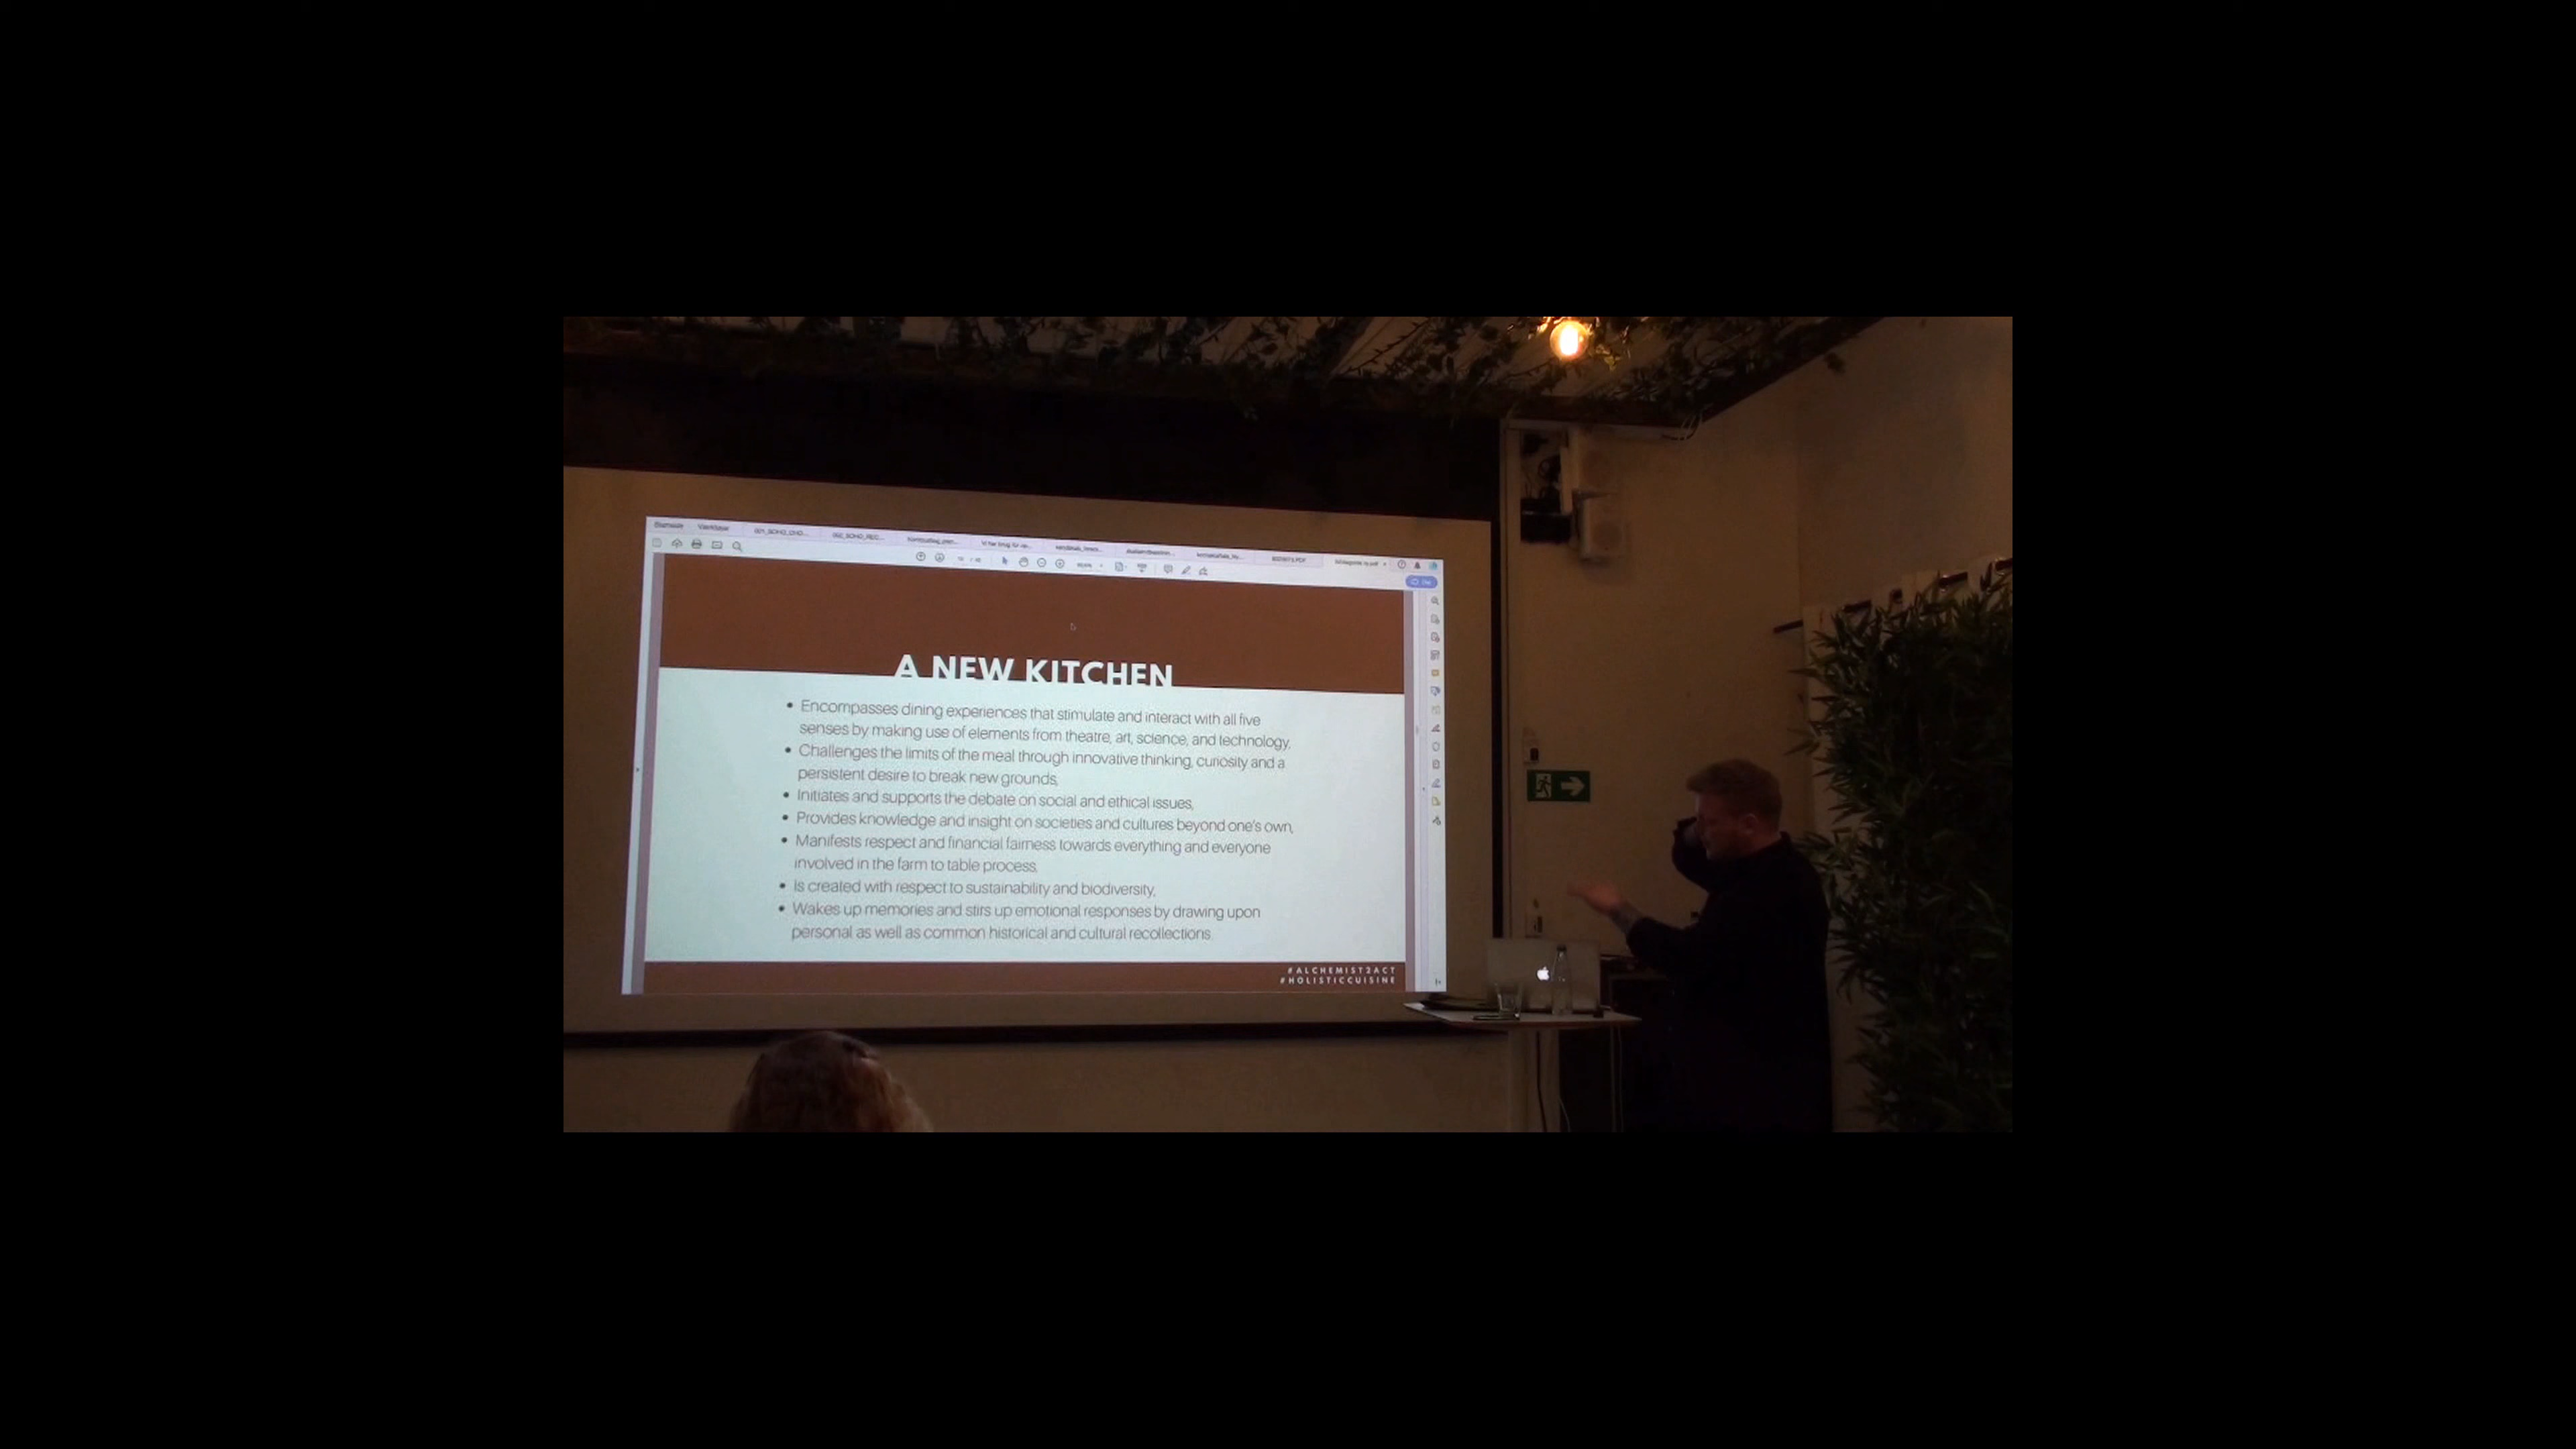 Værktøjer
001_SOHO_CHO...
002_SOHO_REC...
A NEW KITCHEN
• Encompasses dining experiences that stimulate and interact with all five
senses by making use of elements from theatre, art, science, and technology,
• Challenges the limits of the meal through innovative thinking, curiosity and a
persistent desire to break new grounds,
• Initiates and supports the debate on social and ethical issues,
• Provides knowledge and insight on societies and cultures beyond one's own,
• Manifests respect and financial fairness towards everything and everyone
involved in the farm to table process,
• Is created with respect to sustainability and biodiversity,
• Wakes up memories and stirs up emotional responses by drawing upon
personal as well as common historical and cultural recollections.
#ALCHEMIST2ACT
#HOLISTICCUISINE